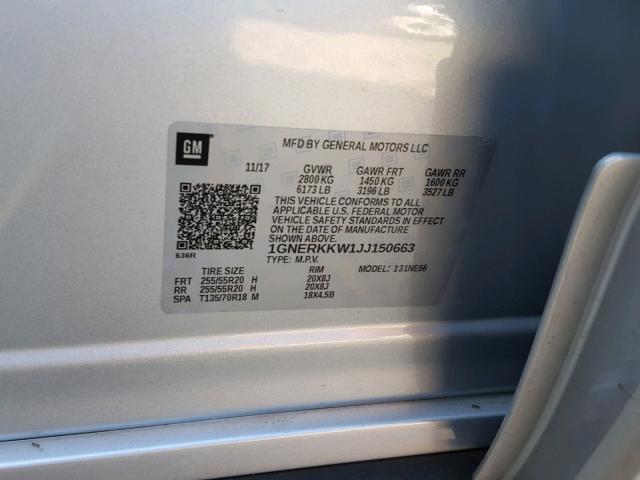 GM
MFD BY GENERAL MOTORS LLC
11/17 GVWR GAWR FRT GAWR RR
2800 KG 1450 KG 1600 KG
6173 LB 3196 LB 3527 LB
THIS VEHICLE CONFORMS TO ALL
APPLICABLE U.S. FEDERAL MOTOR
VEHICLE SAFETY STANDARDS IN EFFECT
ON THE DATE OF MANUFACTURE
SHOWN ABOVE.
636R 1GNERKKW1JJ150663
TYPE: M.P.V. MODEL: 131NE56
TIRE SIZE RIM
FRT 255/55R20 H 20X8J
RR 255/55R20 H 20X8J
SPA T135/70R18 M 18X4.5B